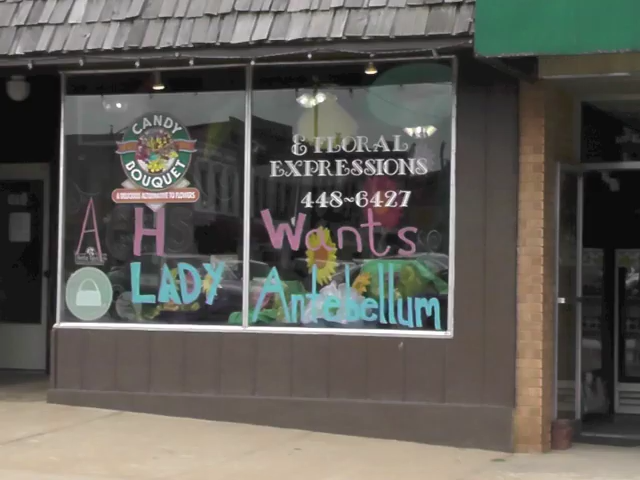 CANDY
BOUQUET
A DELICIOUS ALTERNATIVE TO FLOWERS
& FLORAL
EXPRESSIONS
448~6427
A H Wants
LADY Antebellum